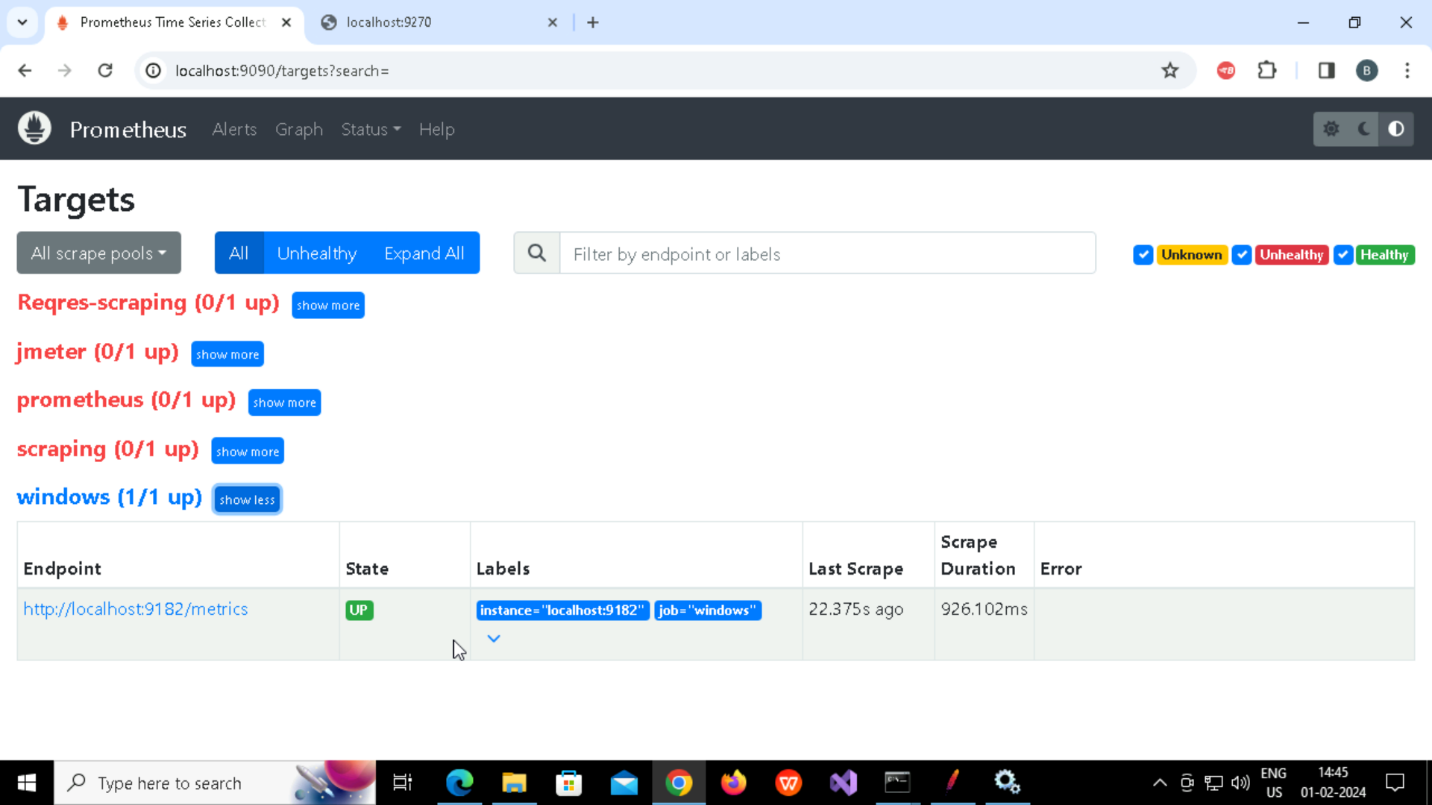 Prometheus Time Series Collect
localhost:9270
localhost:9090/targets?search=
B
Prometheus Alerts Graph Status Help
Targets
All scrape pools All Unhealthy Expand All Filter by endpoint or labels Unknown Unhealthy Healthy
Reqres-scraping (0/1 up) show more
jmeter (0/1 up) show more
prometheus (0/1 up) show more
scraping (0/1 up) show more
windows (1/1 up) show less
Endpoint State Labels Last Scrape Scrape Duration Error
http://localhost:9182/metrics UP instance="localhost:9182" job="windows" 22.375s ago 926.102ms
Type here to search
ENG
US
14:45
01-02-2024